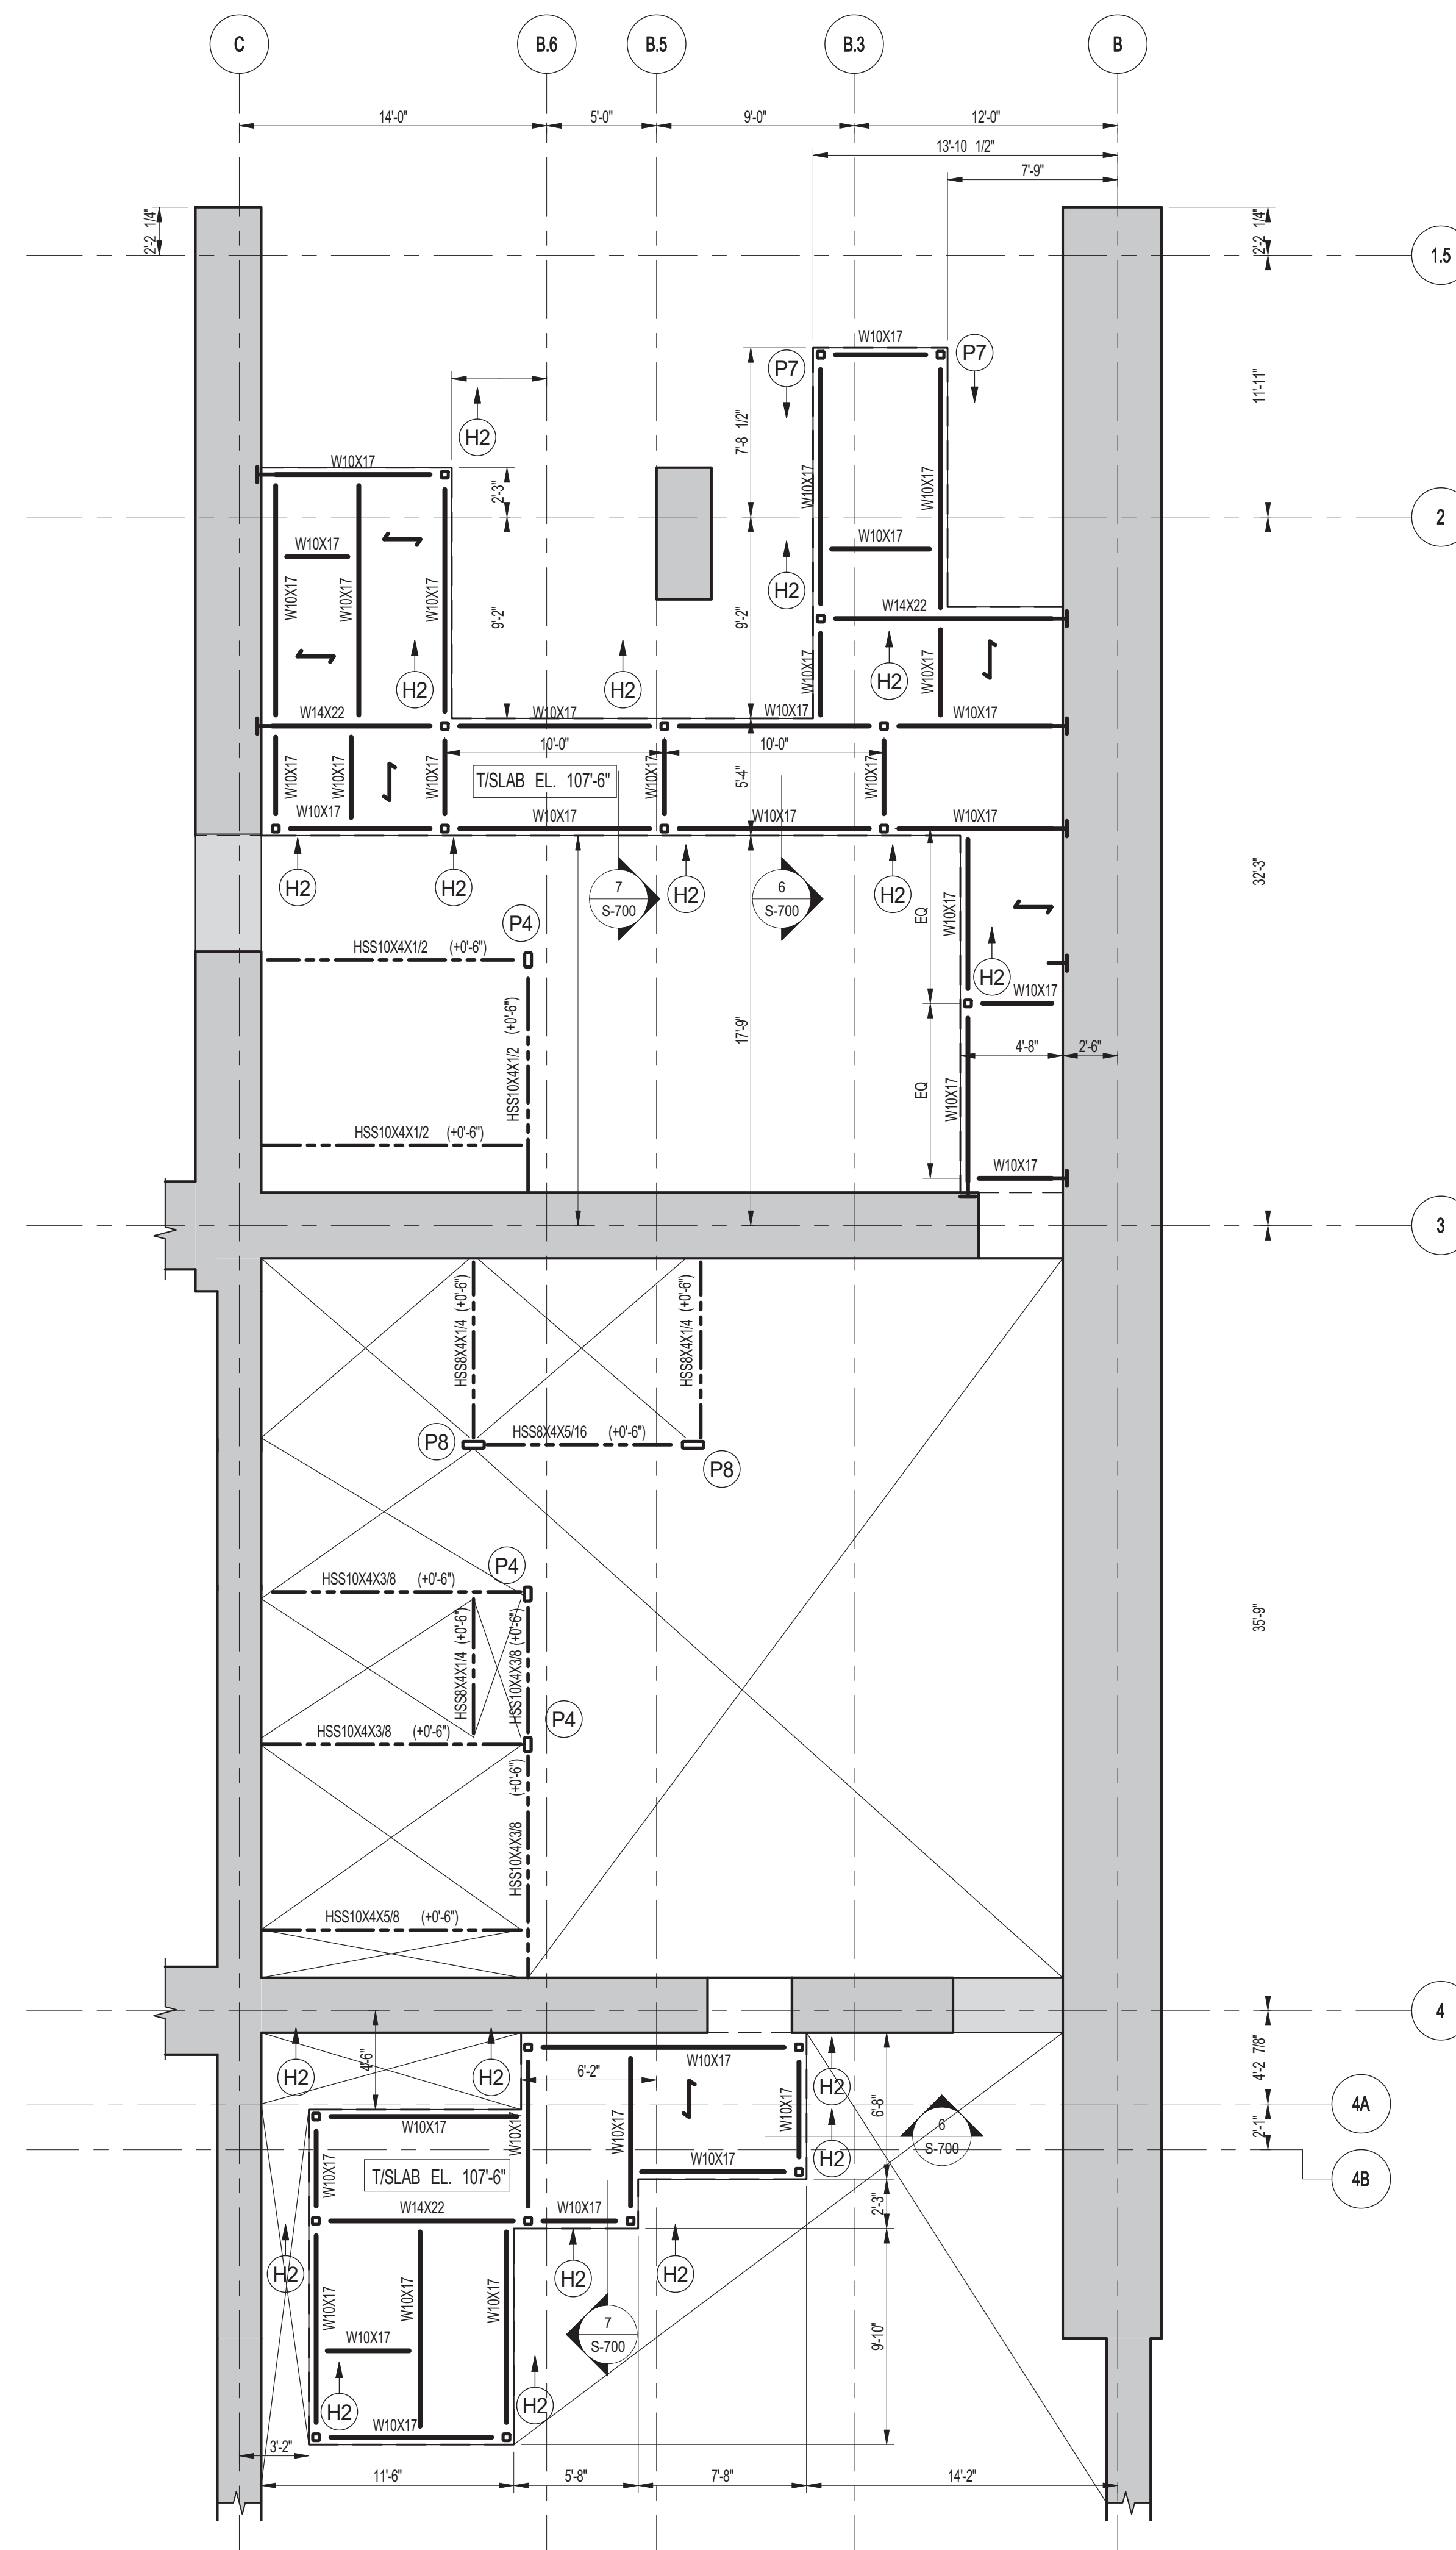 C
B.6
B.5
B.3
B
14'-0"
5'-0"
9'-0"
12'-0"
13'-10 1/2"
7'-9"
2'-2 1/4"
2'-2 1/4"
1.5
W10X17
P7
P7
11'-11"
7'-8 1/2"
H2
W10X17
2'-3"
W10X17
W10X17
2
W10X17
W10X17
W10X17
W10X17
W10X17
H2
9'-2"
9'-2"
W14X22
H2
H2
H2
W10X17
W10X17
W14X22
W10X17
W10X17
W10X17
10'-0"
10'-0"
5'-4"
W10X17
W10X17
W10X17
T/SLAB EL. 107'-6"
W10X17
W10X17
W10X17
W10X17
W10X17
W10X17
32'-3"
H2
H2
7
S-700
H2
6
S-700
H2
EQ
W10X17
P4
HSS10X4X1/2 (+0'-6")
H2
W10X17
HSS10X4X1/2 (+0'-6")
17'-9"
4'-8"
2'-6"
EQ
W10X17
HSS10X4X1/2 (+0'-6")
W10X17
3
HSS8X4X1/4 (+0'-6")
HSS8X4X1/4 (+0'-6")
P8
HSS8X4X5/16 (+0'-6")
P8
P4
HSS10X4X3/8 (+0'-6")
HSS8X4X1/4 (+0'-6")
HSS10X4X3/8 (+0'-6")
35'-9"
P4
HSS10X4X3/8 (+0'-6")
HSS10X4X3/8 (+0'-6")
HSS10X4X5/8 (+0'-6")
4
4'-6"
H2
H2
6'-2"
W10X17
H2
4'-2 7/8"
W10X17
6'-8"
4A
W10X17
W10X17
W10X17
6
S-700
2'-1"
T/SLAB EL. 107'-6"
W10X17
W10X17
H2
4B
W14X22
W10X17
2'-3"
H2
H2
H2
W10X17
W10X17
W10X17
7
S-700
9'-10"
W10X17
H2
H2
W10X17
3'-2"
11'-6"
5'-8"
7'-8"
14'-2"